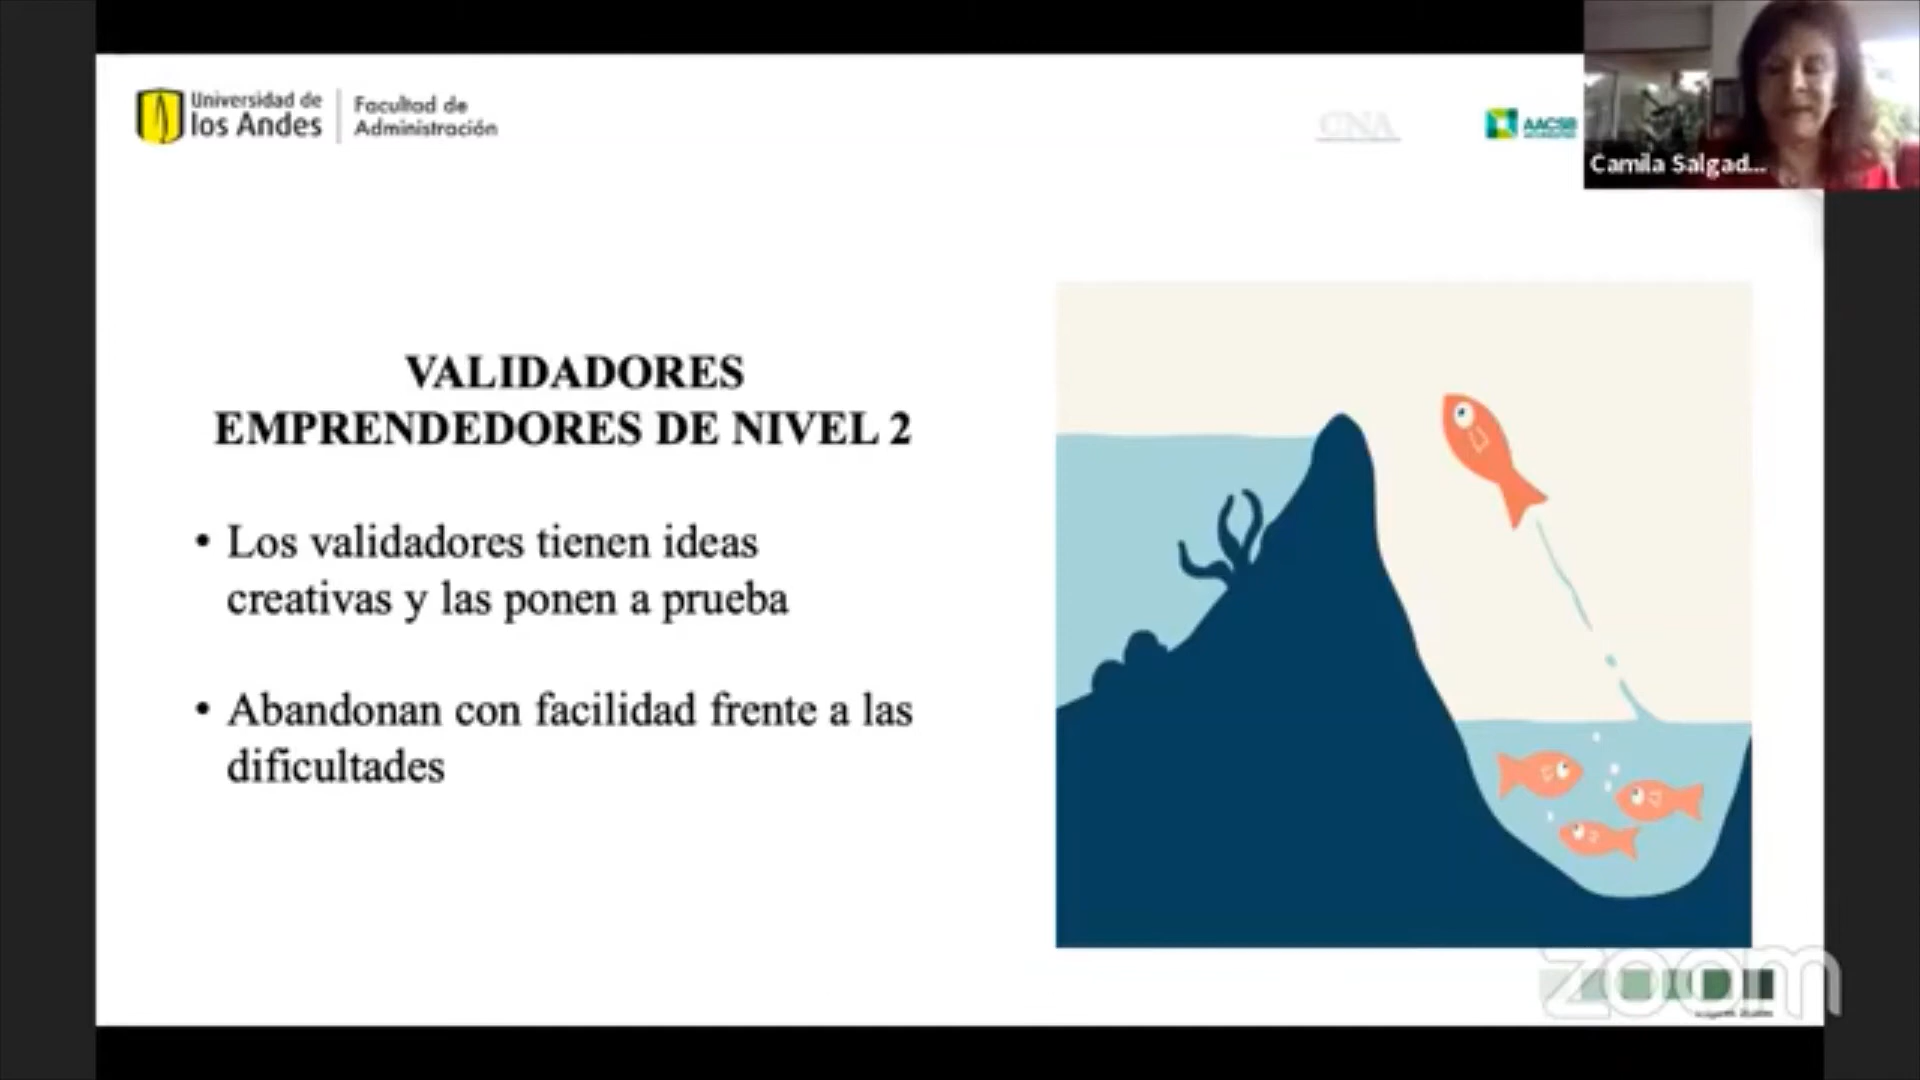 Universidad de
los Andes
Facultad de
Administración
CNA
AACSB
Camila Salgad...
VALIDADORES
EMPRENDEDORES DE NIVEL 2
• Los validadores tienen ideas
creativas y las ponen a prueba
• Abandonan con facilidad frente a las
dificultades
zoom